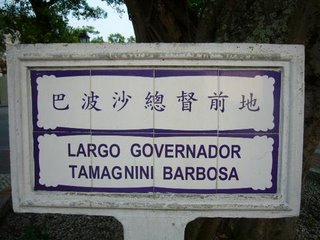 巴波沙總督前地
LARGO GOVERNADOR
TAMAGNINI BARBOSA